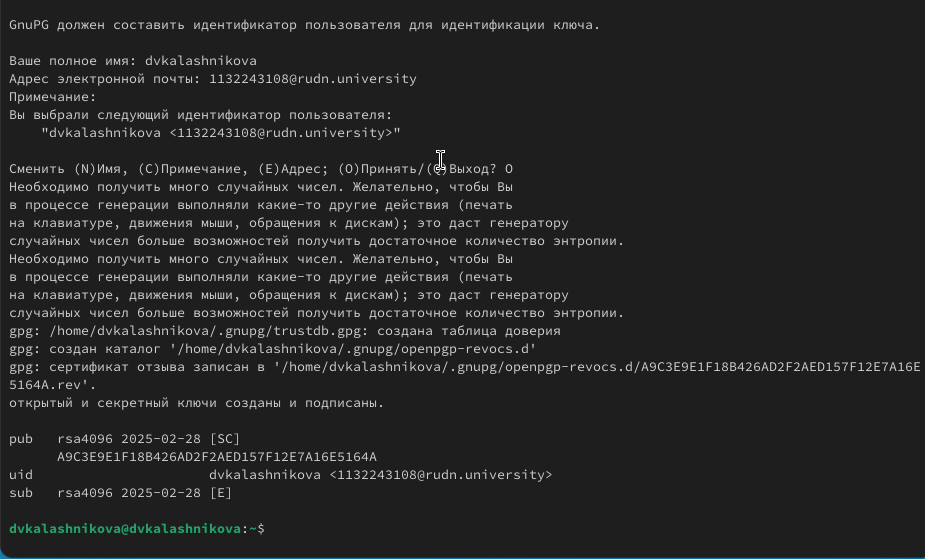 GnuPG должен составить идентификатор пользователя для идентификации ключа.
Ваше полное имя: dvkalashnikova
Адрес электронной почты: 1132243108@rudn.university
Примечание:
Вы выбрали следующий идентификатор пользователя:
"dvkalashnikova <1132243108@rudn.university>"
Сменить (N)Имя, (C)Примечание, (E)Адрес; (O)Принять/(Q)Выход? O
Необходимо получить много случайных чисел. Желательно, чтобы Вы
в процессе генерации выполняли какие-то другие действия (печать
на клавиатуре, движения мыши, обращения к дискам); это даст генератору
случайных чисел больше возможностей получить достаточное количество энтропии.
Необходимо получить много случайных чисел. Желательно, чтобы Вы
в процессе генерации выполняли какие-то другие действия (печать
на клавиатуре, движения мыши, обращения к дискам); это даст генератору
случайных чисел больше возможностей получить достаточное количество энтропии.
gpg: /home/dvkalashnikova/.gnupg/trustdb.gpg: создана таблица доверия
gpg: создан каталог '/home/dvkalashnikova/.gnupg/openpgp-revocs.d'
gpg: сертификат отзыва записан в '/home/dvkalashnikova/.gnupg/openpgp-revocs.d/A9C3E9E1F18B426AD2F2AED157F12E7A16E
5164A.rev'.
открытый и секретный ключи созданы и подписаны.
pub rsa4096 2025-02-28 [SC]
A9C3E9E1F18B426AD2F2AED157F12E7A16E5164A
uid dvkalashnikova <1132243108@rudn.university>
sub rsa4096 2025-02-28 [E]
dvkalashnikova@dvkalashnikova:~$